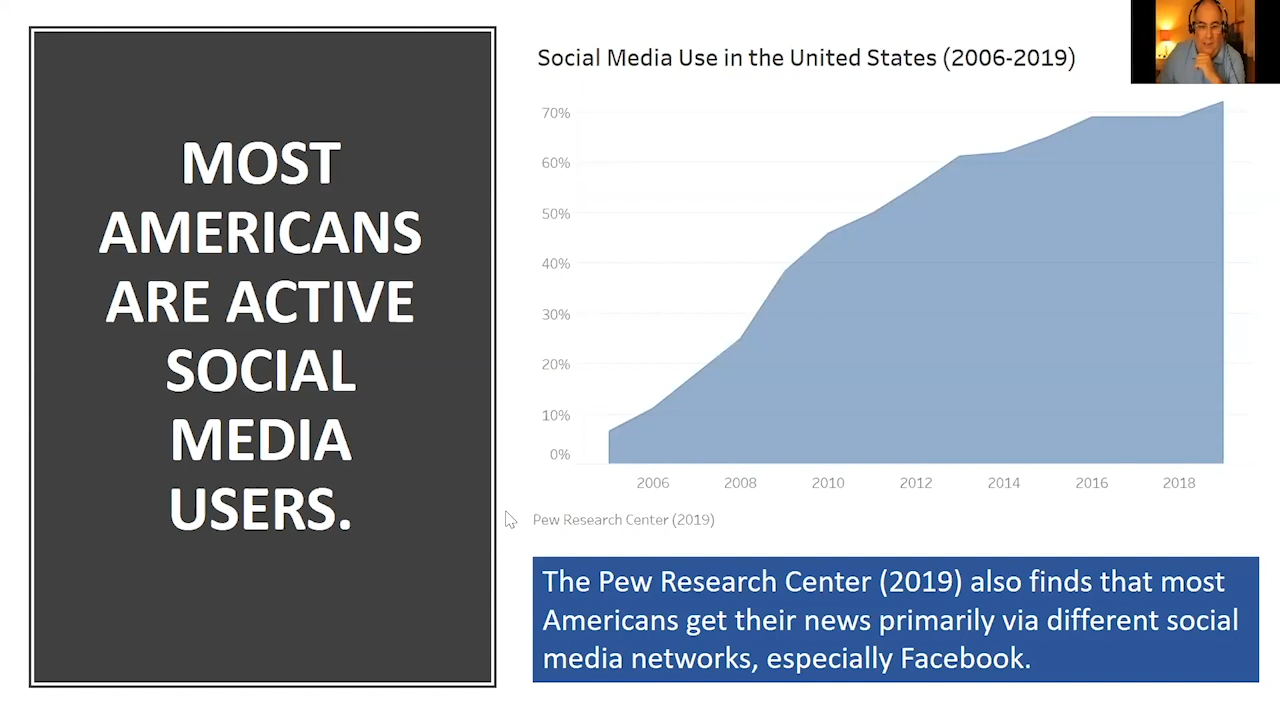 MOST
AMERICANS
ARE ACTIVE
SOCIAL
MEDIA
USERS.
Social Media Use in the United States (2006-2019)
70%
60%
50%
40%
30%
20%
10%
0%
2006 2008 2010 2012 2014 2016 2018
Pew Research Center (2019)
The Pew Research Center (2019) also finds that most
Americans get their news primarily via different social
media networks, especially Facebook.